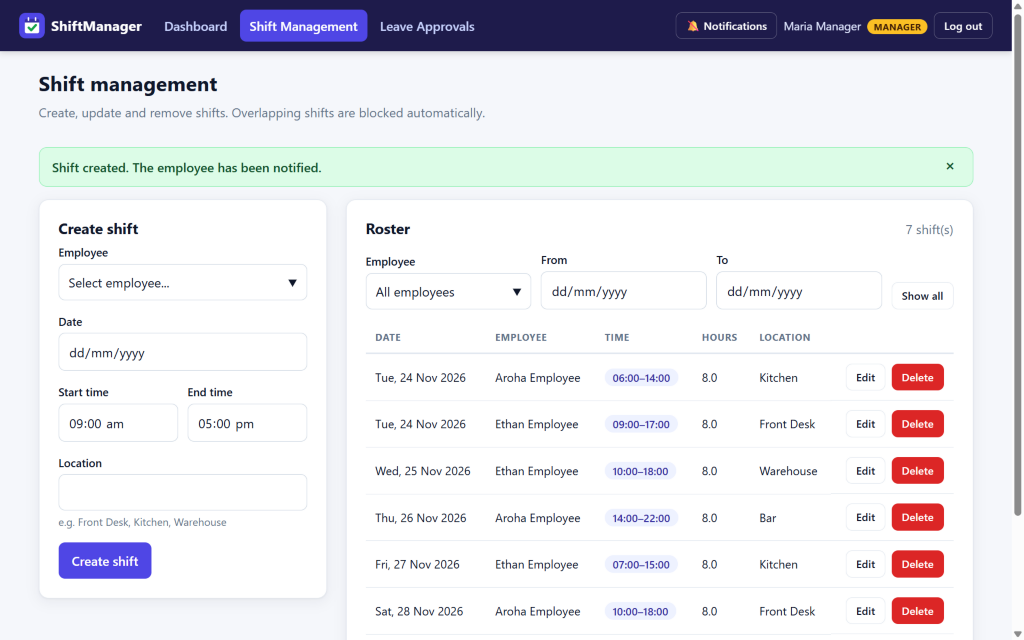 ShiftManager Dashboard Shift Management Leave Approvals Notifications Maria Manager MANAGER Log out
Shift management
Create, update and remove shifts. Overlapping shifts are blocked automatically.
Shift created. The employee has been notified. ×
Create shift
Employee
Select employee...
Date
dd/mm/yyyy
Start time End time
09:00 am 05:00 pm
Location
e.g. Front Desk, Kitchen, Warehouse
Create shift
Roster 7 shift(s)
Employee From To
All employees dd/mm/yyyy dd/mm/yyyy Show all
DATE EMPLOYEE TIME HOURS LOCATION
Tue, 24 Nov 2026 Aroha Employee 06:00–14:00 8.0 Kitchen Edit Delete
Tue, 24 Nov 2026 Ethan Employee 09:00–17:00 8.0 Front Desk Edit Delete
Wed, 25 Nov 2026 Ethan Employee 10:00–18:00 8.0 Warehouse Edit Delete
Thu, 26 Nov 2026 Aroha Employee 14:00–22:00 8.0 Bar Edit Delete
Fri, 27 Nov 2026 Ethan Employee 07:00–15:00 8.0 Kitchen Edit Delete
Sat, 28 Nov 2026 Aroha Employee 10:00–18:00 8.0 Front Desk Edit Delete